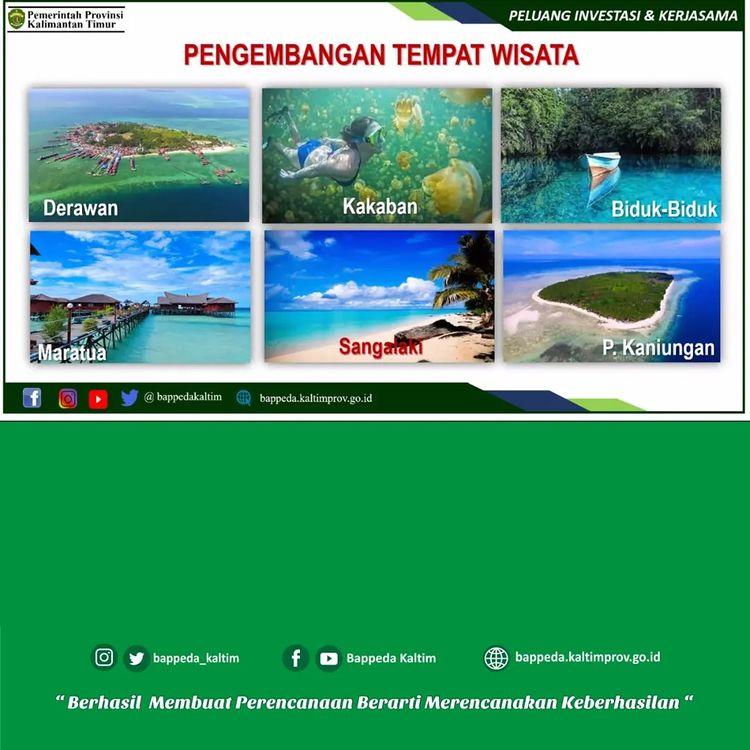 Pemerintah Provinsi
Kalimantan Timur
PELUANG INVESTASI & KERJASAMA
PENGEMBANGAN TEMPAT WISATA
Derawan
Kakaban
Biduk-Biduk
Maratua
Sangalaki
P. Kaniungan
@ bappedakaltim
bappeda.kaltimprov.go.id
bappeda_kaltim
Bappeda Kaltim
bappeda.kaltimprov.go.id
“ Berhasil Membuat Perencanaan Berarti Merencanakan Keberhasilan “